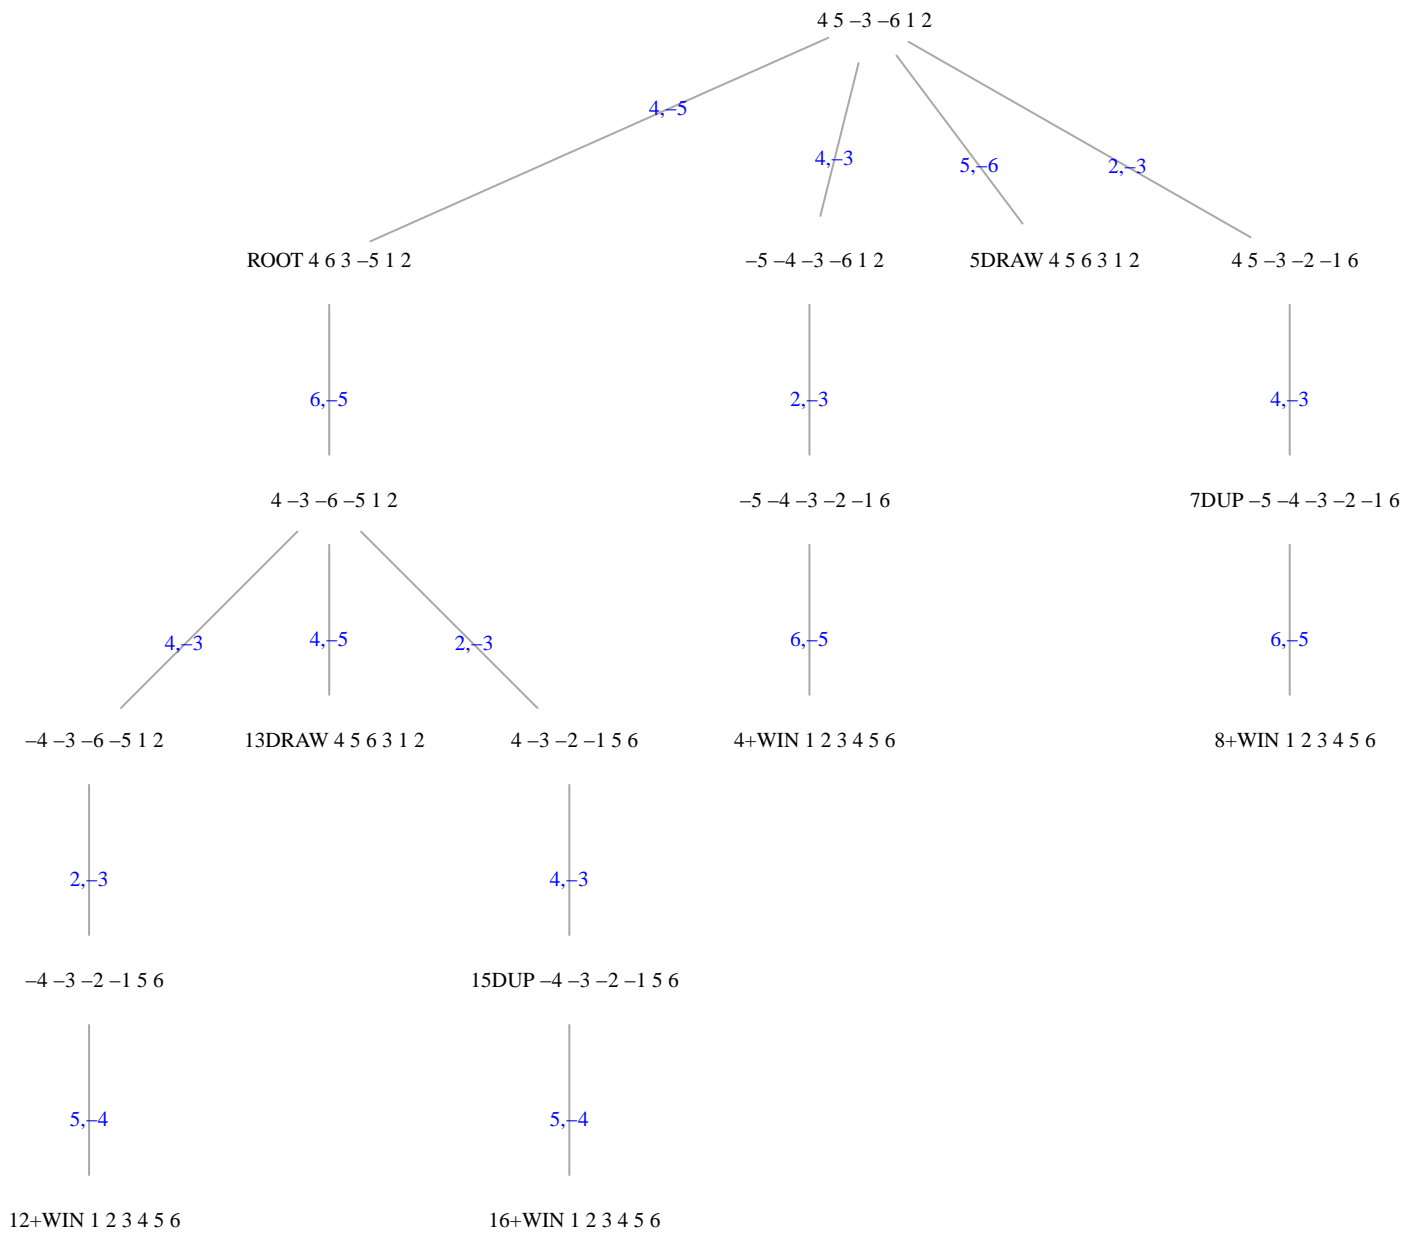 4 5 –3 –6 1 2
4,–5
4,–3
5,–6
2,–3
ROOT 4 6 3 –5 1 2
–5 –4 –3 –6 1 2
5DRAW 4 5 6 3 1 2
4 5 –3 –2 –1 6
6,–5
2,–3
4,–3
4 –3 –6 –5 1 2
–5 –4 –3 –2 –1 6
7DUP –5 –4 –3 –2 –1 6
4,–3
4,–5
2,–3
6,–5
6,–5
–4 –3 –6 –5 1 2
13DRAW 4 5 6 3 1 2
4 –3 –2 –1 5 6
4+WIN 1 2 3 4 5 6
8+WIN 1 2 3 4 5 6
2,–3
4,–3
–4 –3 –2 –1 5 6
15DUP –4 –3 –2 –1 5 6
5,–4
5,–4
12+WIN 1 2 3 4 5 6
16+WIN 1 2 3 4 5 6